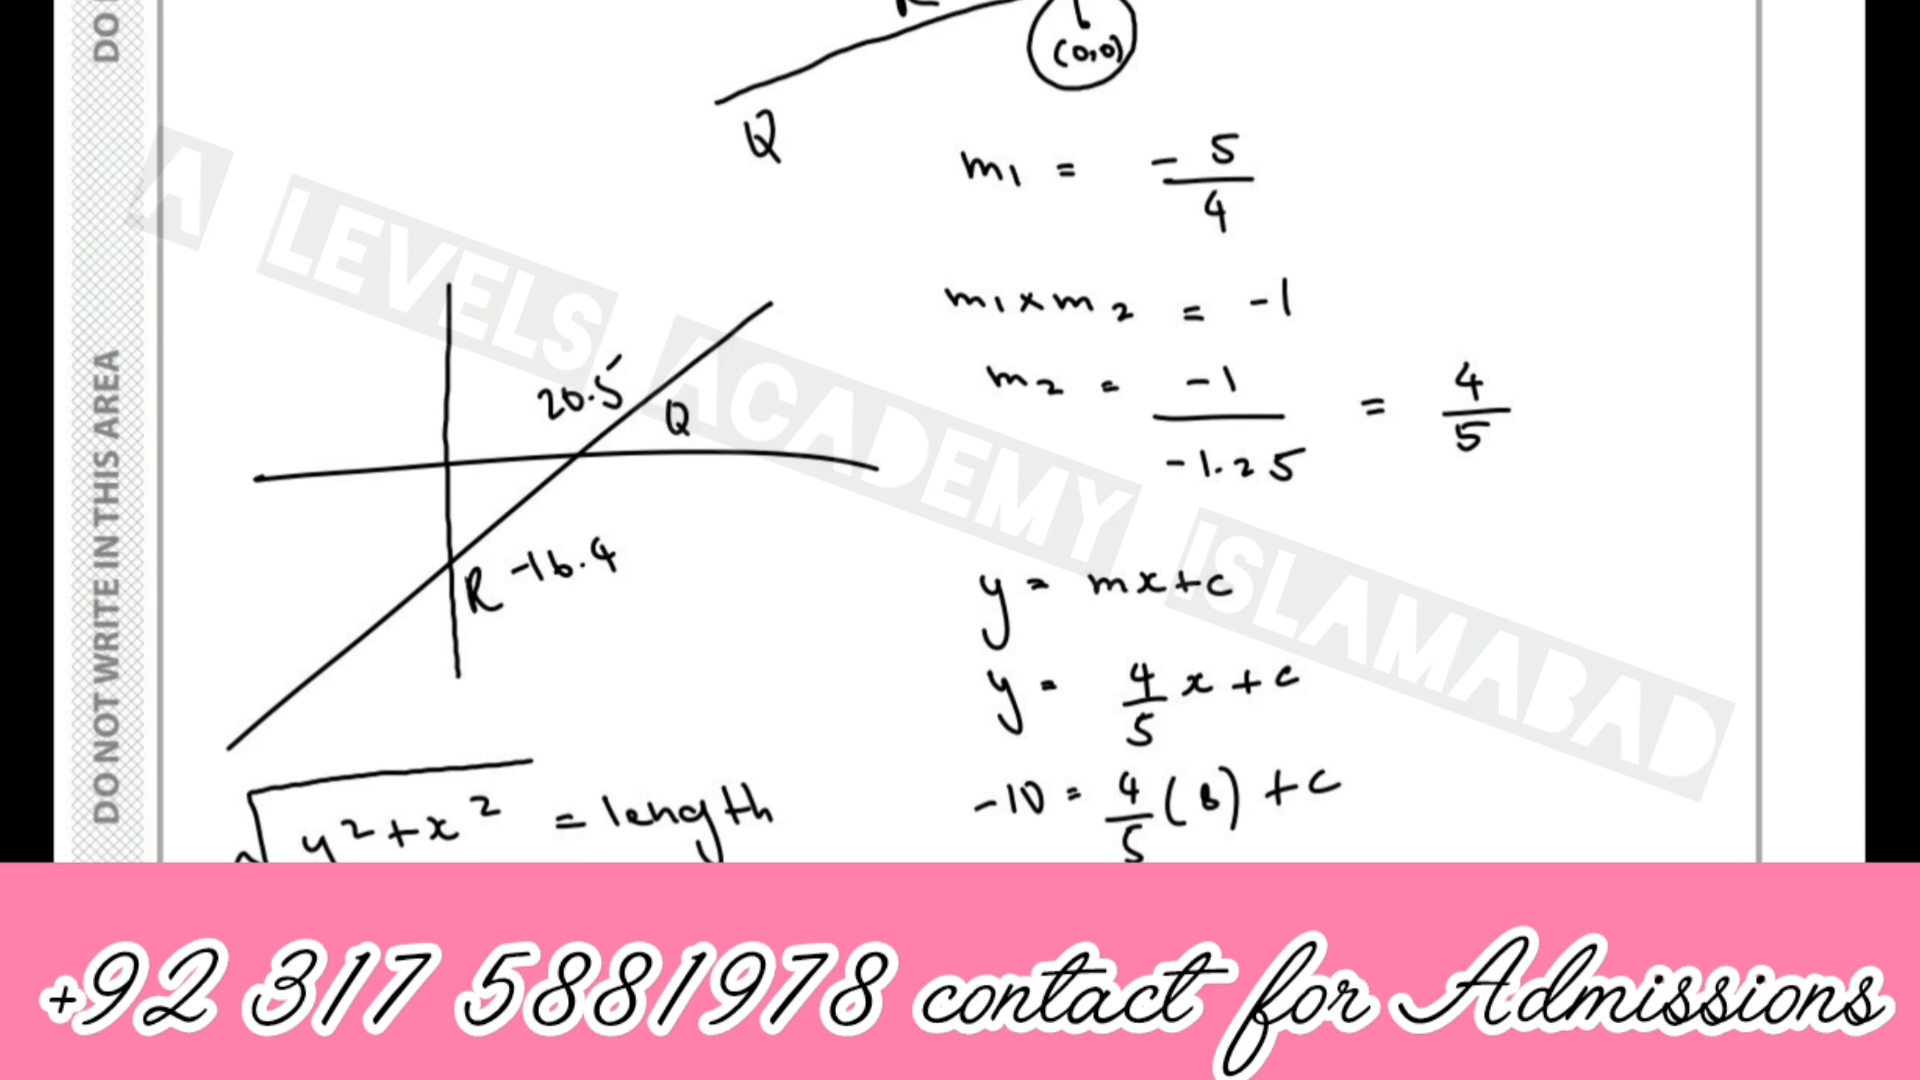 DO
(0,0)
Q
m1 = - 5/4
A LEVELS ACADEMY ISLAMABAD
m1 x m2 = -1
m2 = -1/-1.25 = 4/5
20.5
Q
R -16.4
y = mx+c
y = 4/5 x + c
-10 = 4/5 (8) + c
√y²+x² = length
DO NOT WRITE IN THIS AREA
+92 317 5881978 contact for Admissions